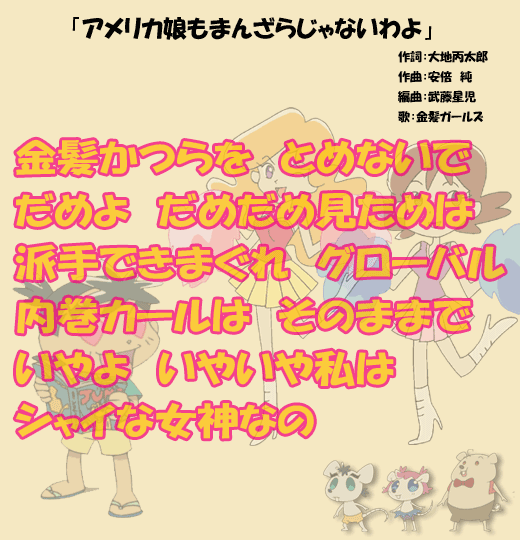 「アメリカ娘もまんざらじゃないわよ」
作詞：大地丙太郎
作曲：安倍　純
編曲：武藤星児
歌：金髪ガールズ
金髪かつらを　とめないで
だめよ　だめだめ見ためは
派手できまぐれ　グローバル
内巻カールは　そのままで
いやよ　いやいや私は
シャイな女神なの